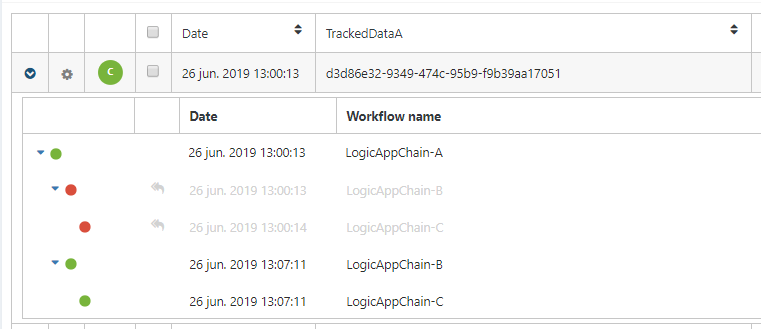 Date TrackedDataA
C 26 jun. 2019 13:00:13 d3d86e32-9349-474c-95b9-f9b39aa17051
Date Workflow name
26 jun. 2019 13:00:13 LogicAppChain-A
26 jun. 2019 13:00:13 LogicAppChain-B
26 jun. 2019 13:00:14 LogicAppChain-C
26 jun. 2019 13:07:11 LogicAppChain-B
26 jun. 2019 13:07:11 LogicAppChain-C